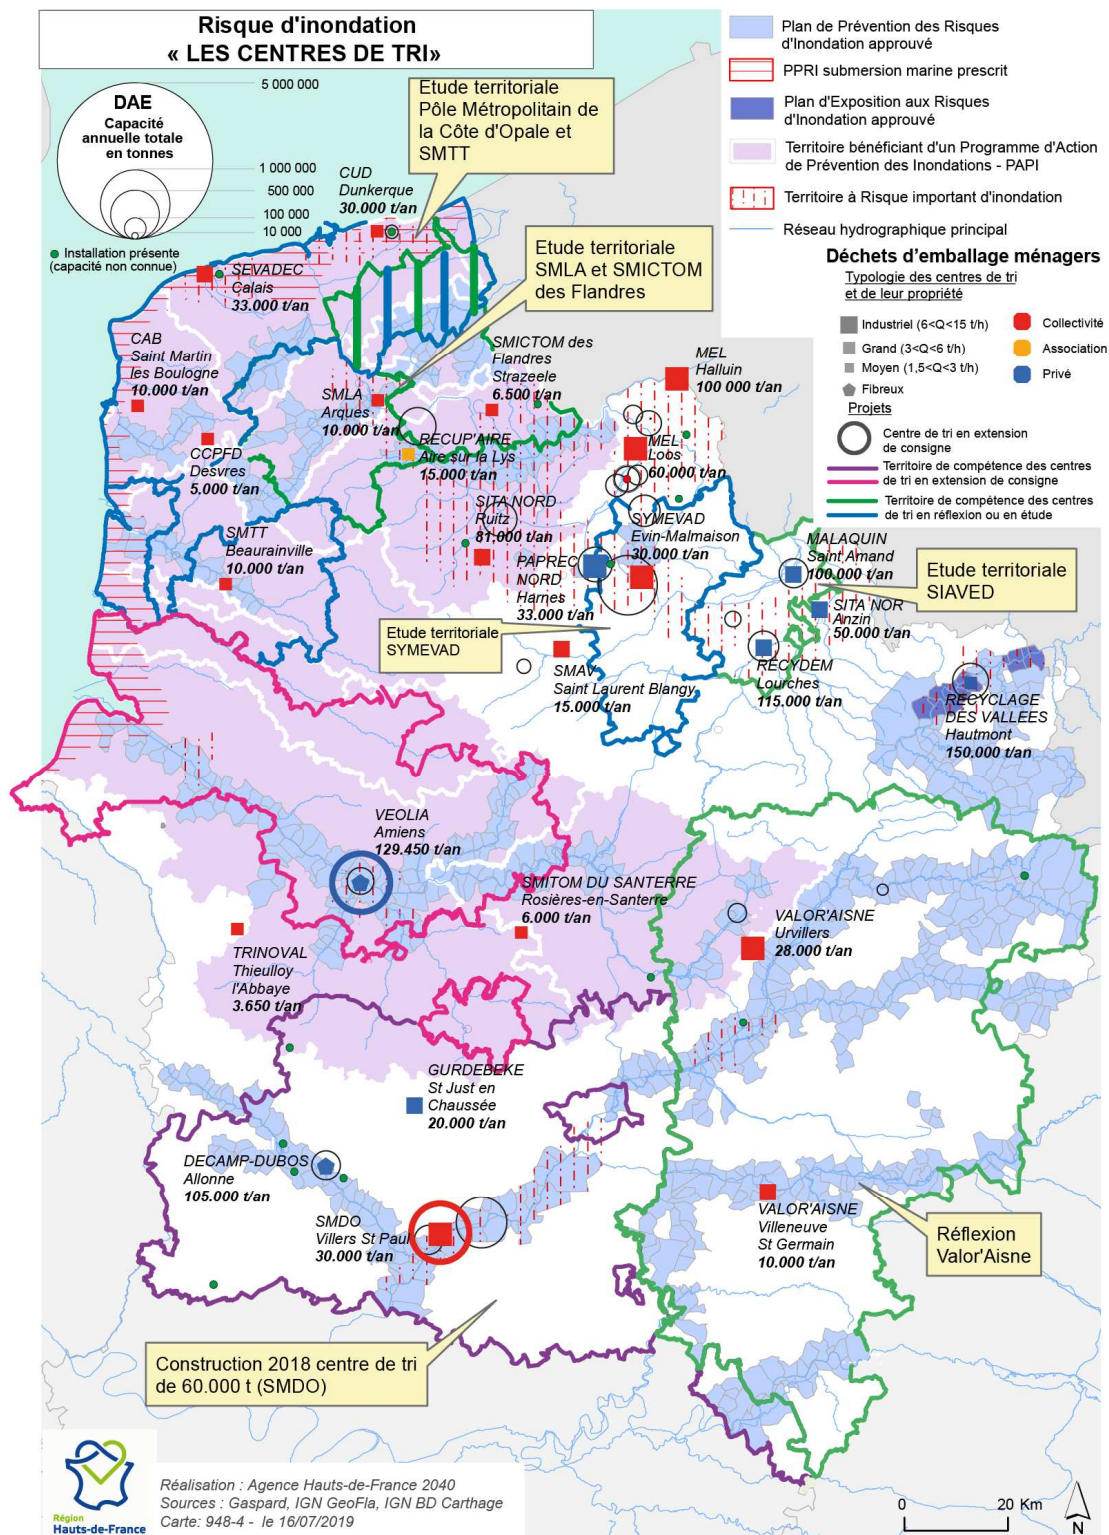 Risque d'inondation
« LES CENTRES DE TRI»
5 000 000
DAE
Capacité
annuelle totale
en tonnes
1 000 000
500 000
100 000
10 000
Installation présente
(capacité non connue)
Etude territoriale
Pôle Métropolitain de
la Côte d'Opale et
SMTT
Plan de Prévention des Risques
d'Inondation approuvé
PPRI submersion marine prescrit
Plan d'Exposition aux Risques
d'Inondation approuvé
Territoire bénéficiant d'un Programme d'Action
de Prévention des Inondations - PAPI
Territoire à Risque important d'inondation
Réseau hydrographique principal
Déchets d'emballage ménagers
Typologie des centres de tri
et de leur propriété
Industriel (6<Q<15 t/h)
Grand (3<Q<6 t/h)
Moyen (1,5<Q<3 t/h)
Fibreux
Collectivité
Association
Privé
Projets
Centre de tri en extension
de consigne
Territoire de compétence des centres
de tri en extension de consigne
Territoire de compétence des centres
de tri en réflexion ou en étude
CUD
Dunkerque
30.000 t/an
Etude territoriale
SMLA et SMICTOM
des Flandres
SEVADEC
Calais
33.000 t/an
CAB
Saint Martin
lès Boulogne
10.000 t/an
SMICTOM des
Flandres
Strazeele
6.500 t/an
MEL
Halluin
100 000 t/an
SMLA
Arques
10.000 t/an
CCPFD
Desvres
5.000 t/an
RECUP'AIRE
Aire sur la Lys
15.000 t/an
MEL
Loos
60.000 t/an
SITA NORD
Ruitz
81.000 t/an
SYMEVAD
Evin-Malmaison
30.000 t/an
SMTT
Beaurainville
10.000 t/an
PAPREC
NORD
Harnes
33.000 t/an
MALAQUIN
Saint Amand
106.000 t/an
Etude territoriale
SIAVED
SITA NOR
Anzin
50.000 t/an
Etude territoriale
SYMEVAD
SMAV
Saint Laurent Blangy
15.000 t/an
RECYDEM
Lourches
115.000 t/an
RECYCLAGE
DES VALLEES
Hautmont
150.000 t/an
VEOLIA
Amiens
129.450 t/an
SMITOM DU SANTERRE
Rosières-en-Santerre
6.000 t/an
VALOR'AISNE
Urvillers
28.000 t/an
TRINOVAL
Thieulloy
l'Abbaye
3.650 t/an
GURDEBEKE
St Just en
Chaussée
20.000 t/an
DECAMP-DUBOS
Allonne
105.000 t/an
SMDO
Villers St Paul
30.000 t/an
VALOR'AISNE
Villeneuve
St Germain
10.000 t/an
Réflexion
Valor'Aisne
Construction 2018 centre de tri
de 60.000 t (SMDO)
Région
Hauts-de-France
Réalisation : Agence Hauts-de-France 2040
Sources : Gaspard, IGN GeoFla, IGN BD Carthage
Carte: 948-4 - le 16/07/2019
0 20 Km
N